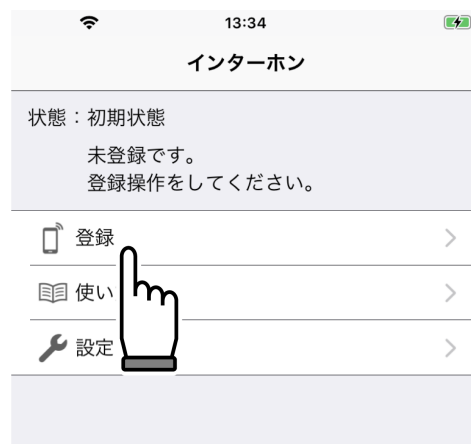 13:34
インターホン
状態：初期状態
未登録です。
登録操作をしてください。
登録
使い
設定